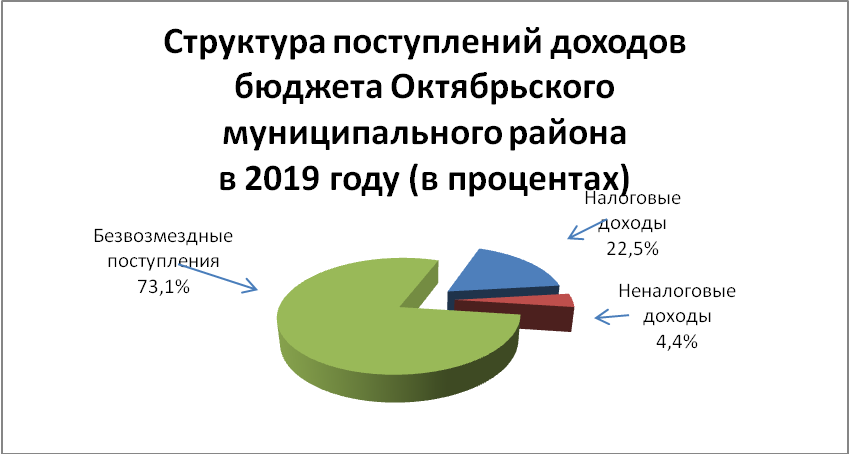 Структура поступлений доходов
бюджета Октябрьского
муниципального района
в 2019 году (в процентах)
Налоговые
доходы
22,5%
Безвозмездные
поступления
73,1%
Неналоговые
доходы
4,4%